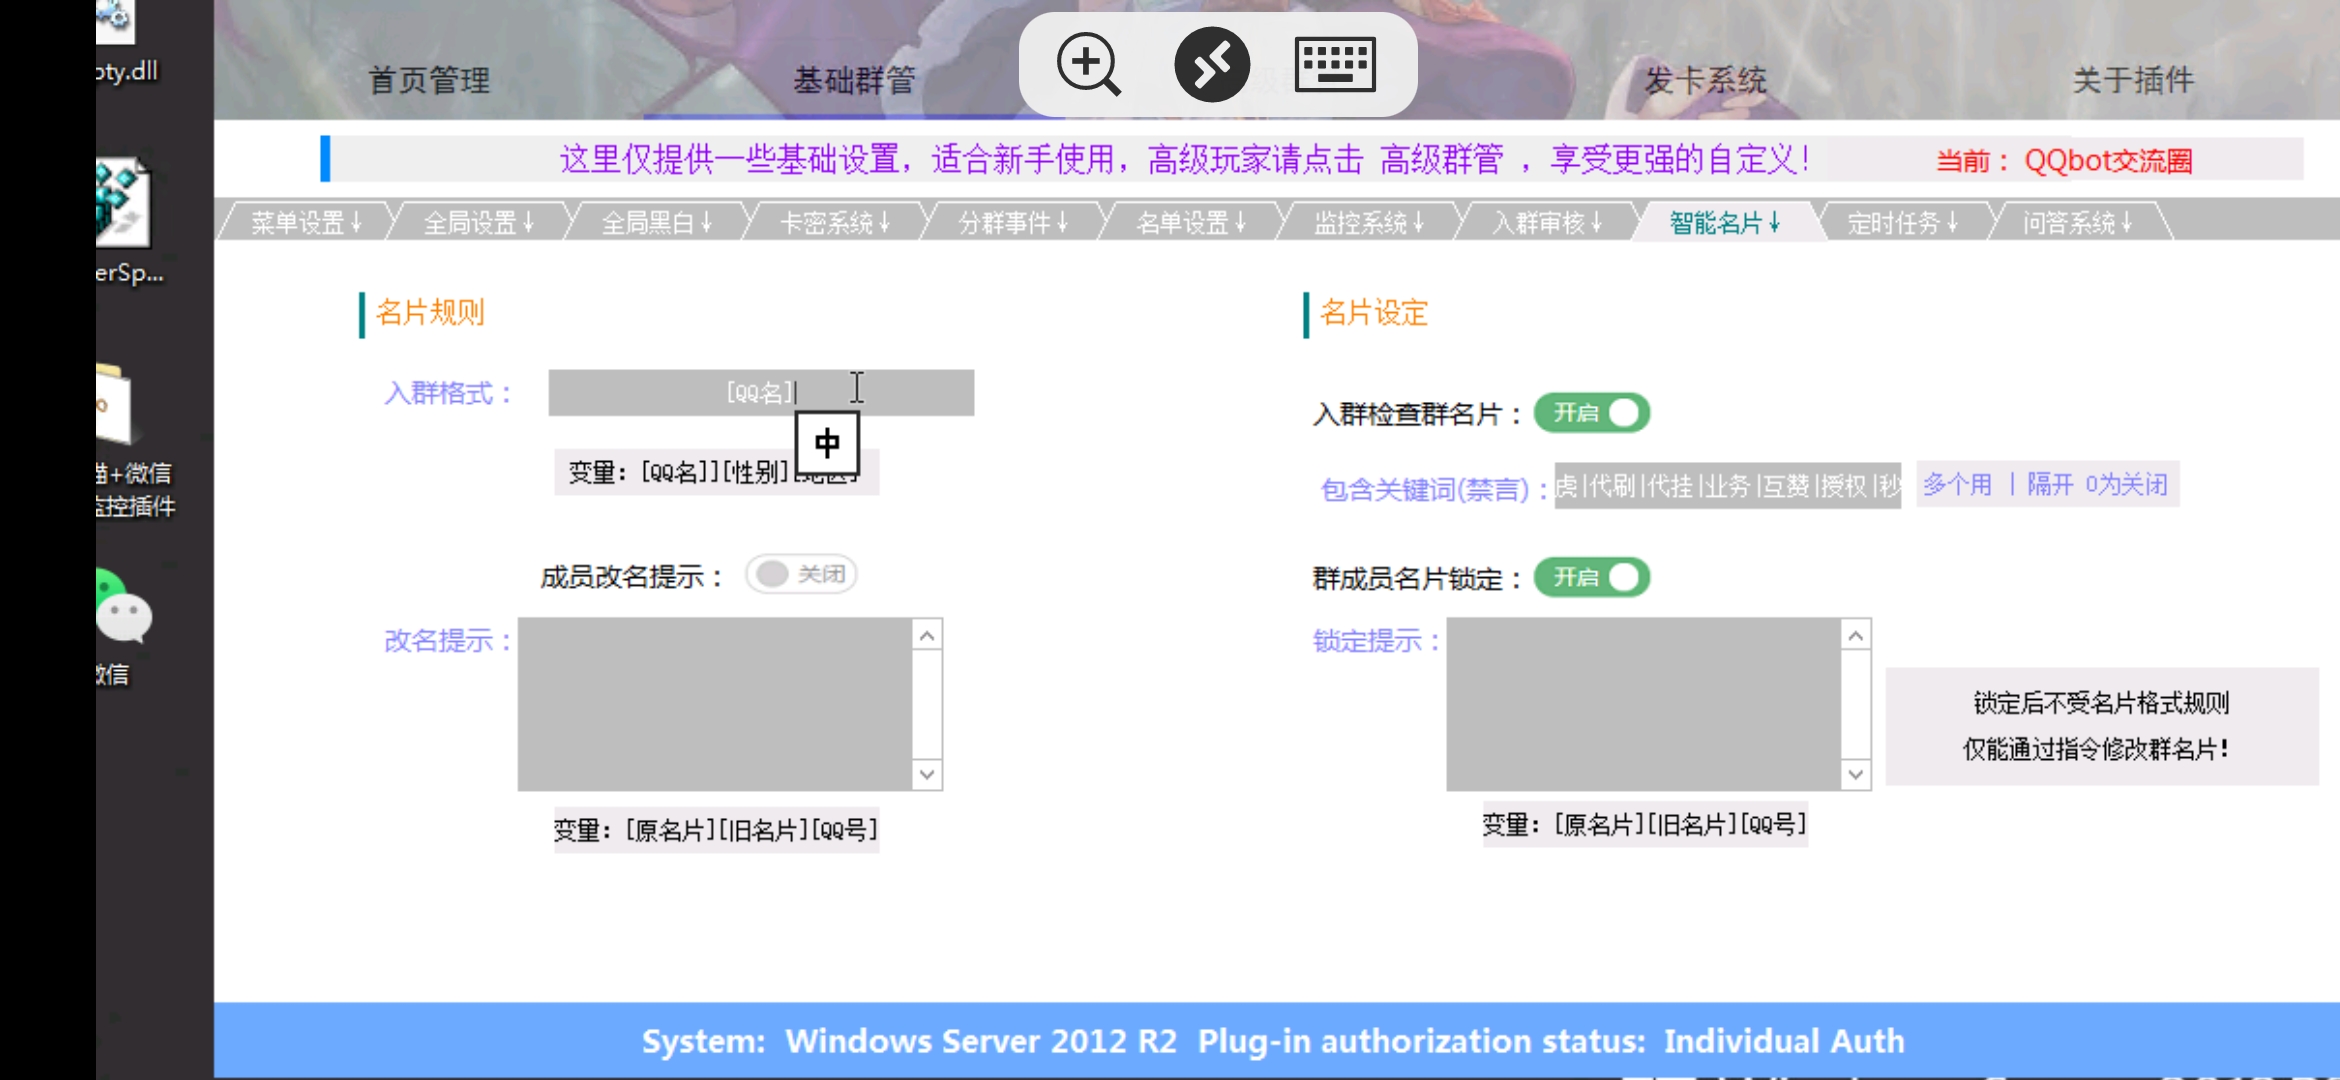 pty.dll
首页管理
基础群管
发卡系统
关于插件
这里仅提供一些基础设置，适合新手使用，高级玩家请点击 高级群管 ，享受更强的自定义！
当前： QQbot交流圈
菜单设置↓
全局设置↓
全局黑白↓
卡密系统↓
分群事件↓
名单设置↓
监控系统↓
入群审核↓
智能名片↓
定时任务↓
问答系统↓
erSp...
名片规则
名片设定
入群格式：
[QQ名]
中
变量：[QQ名]][性别]
入群检查群名片：
开启
包含关键词(禁言)：
|代刷|代挂|业务|互赞|授权|秒
多个用 | 隔开 0为关闭
+微信
控插件
成员改名提示：
关闭
群成员名片锁定：
开启
改名提示：
锁定提示：
信
锁定后不受名片格式规则
仅能通过指令修改群名片！
变量：[原名片][旧名片][QQ号]
变量：[原名片][旧名片][QQ号]
System: Windows Server 2012 R2 Plug-in authorization status: Individual Auth